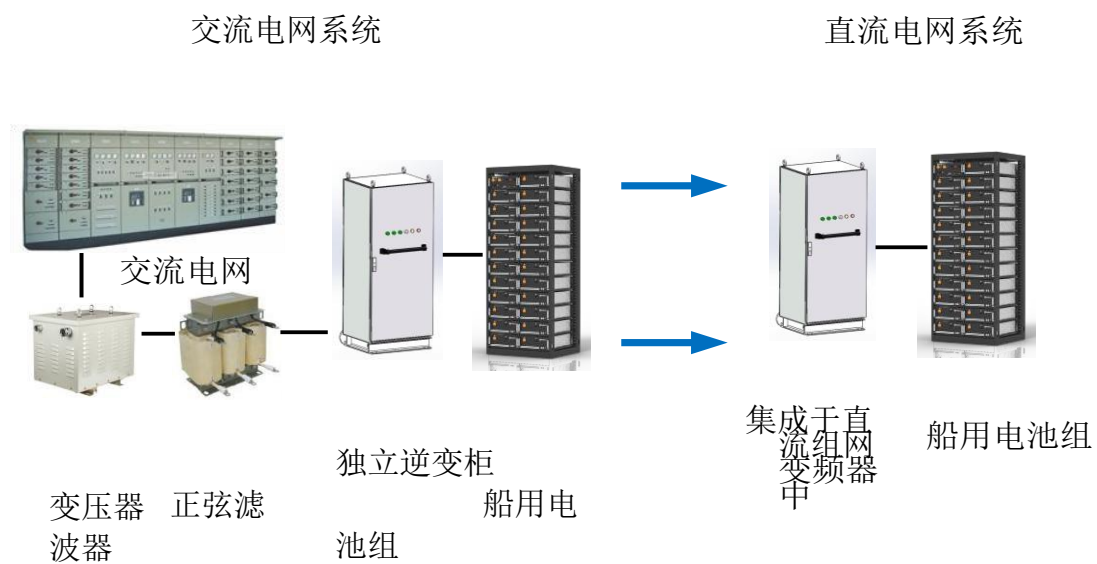 交流电网系统
直流电网系统
交流电网
集成于直
流组网
变频器
中
船用电池组
独立逆变柜
变压器 正弦滤
波器
船用电
池组